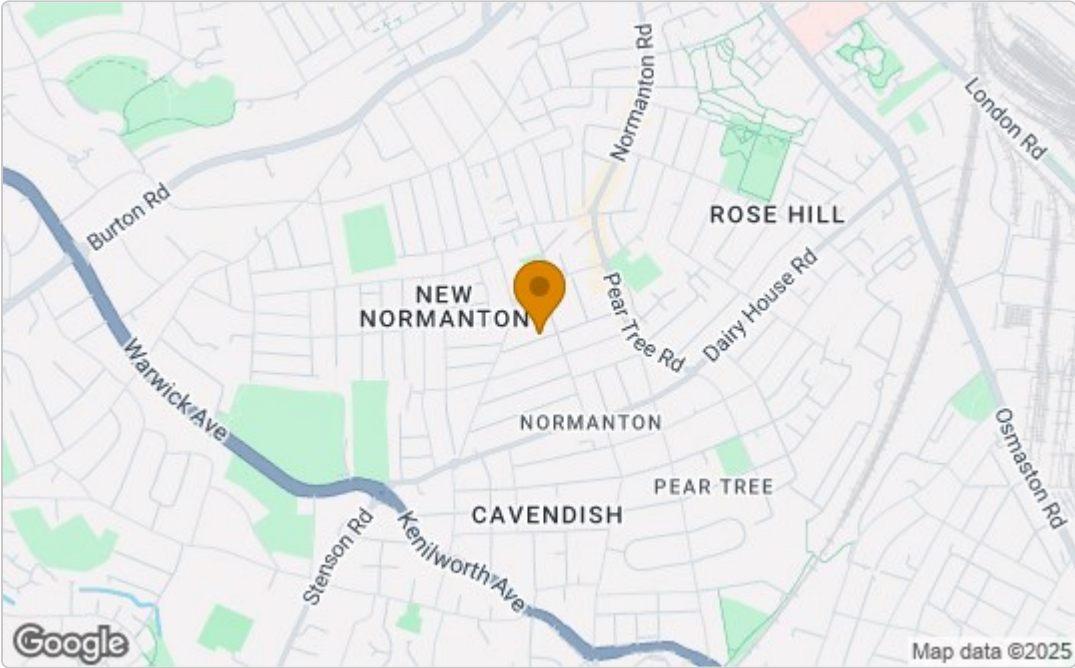 Normanton Rd
London Rd
Burton Rd
ROSE HILL
Pear Tree Rd
Dairy House Rd
NEW
NORMANTON
Warwick Ave
NORMANTON
Osmaston Rd
PEAR TREE
CAVENDISH
Stenson Rd
Kenilworth Ave
Google
Map data ©2025